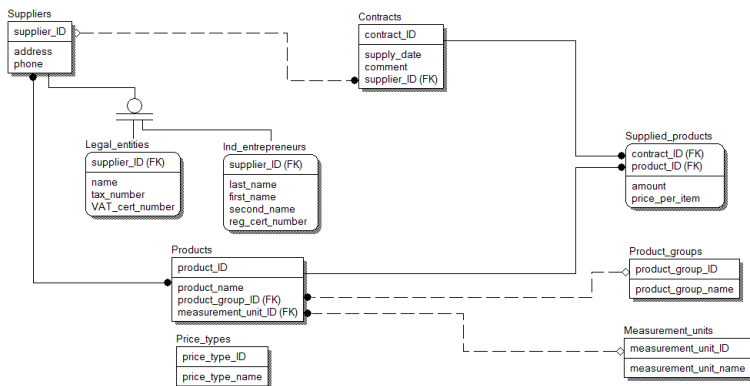 Suppliers
supplier_ID
address
phone
Contracts
contract_ID
supply_date
comment
supplier_ID (FK)
Legal_entities
supplier_ID (FK)
name
tax_number
VAT_cert_number
Ind_entrepreneurs
supplier_ID (FK)
last_name
first_name
second_name
reg_cert_number
Supplied_products
contract_ID (FK)
product_ID (FK)
amount
price_per_item
Products
product_ID
product_name
product_group_ID (FK)
measurement_unit_ID (FK)
Product_groups
product_group_ID
product_group_name
Price_types
price_type_ID
price_type_name
Measurement_units
measurement_unit_ID
measurement_unit_name